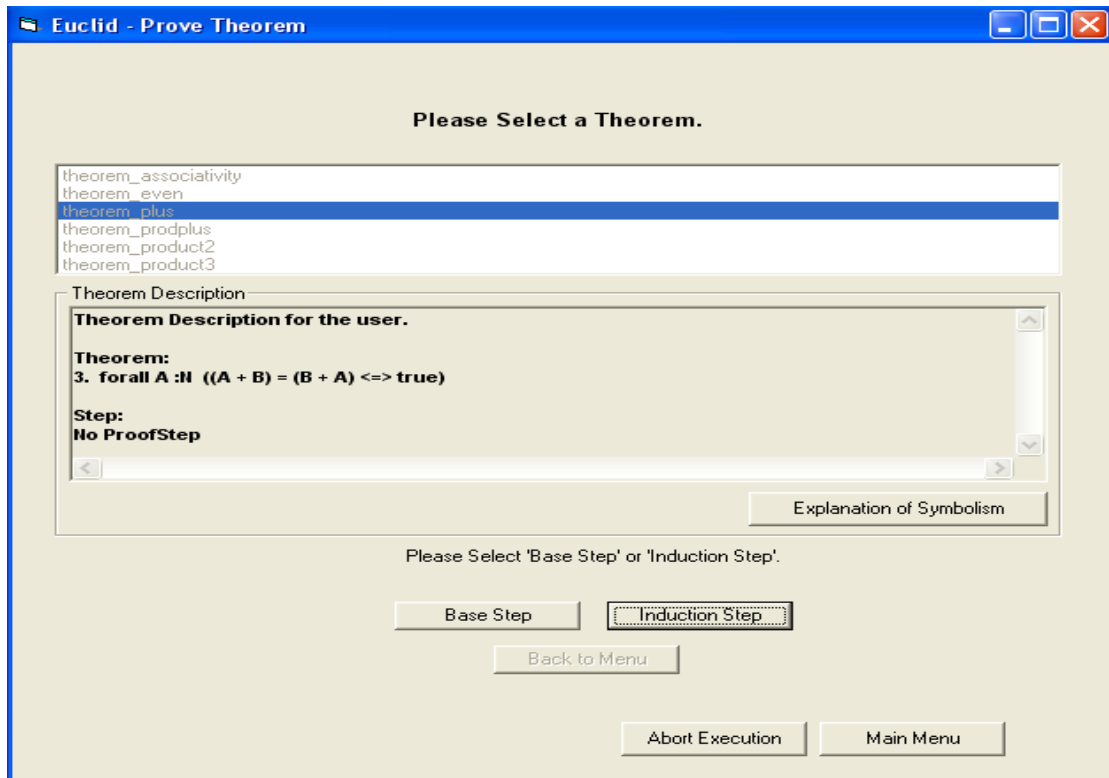 Euclid - Prove Theorem
Please Select a Theorem.
theorem_associativity
theorem_even
theorem_plus
theorem_prodplus
theorem_product2
theorem_product3
Theorem Description
Theorem Description for the user.
Theorem:
3. forall A :N ((A + B) = (B + A) <=> true)
Step:
No ProofStep
Explanation of Symbolism
Please Select 'Base Step' or 'Induction Step'.
Base Step Induction Step
Back to Menu
Abort Execution Main Menu